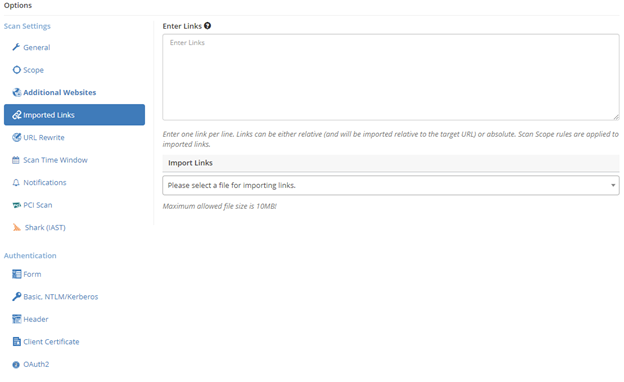 Options
Scan Settings
General
Scope
Additional Websites
Imported Links
URL Rewrite
Scan Time Window
Notifications
PCI Scan
Shark (IAST)
Authentication
Form
Basic, NTLM/Kerberos
Header
Client Certificate
OAuth2
Enter Links
Enter Links
Enter one link per line. Links can be either relative (and will be imported relative to the target URL) or absolute. Scan Scope rules are applied to
imported links.
Import Links
Please select a file for importing links.
Maximum allowed file size is 10MB!